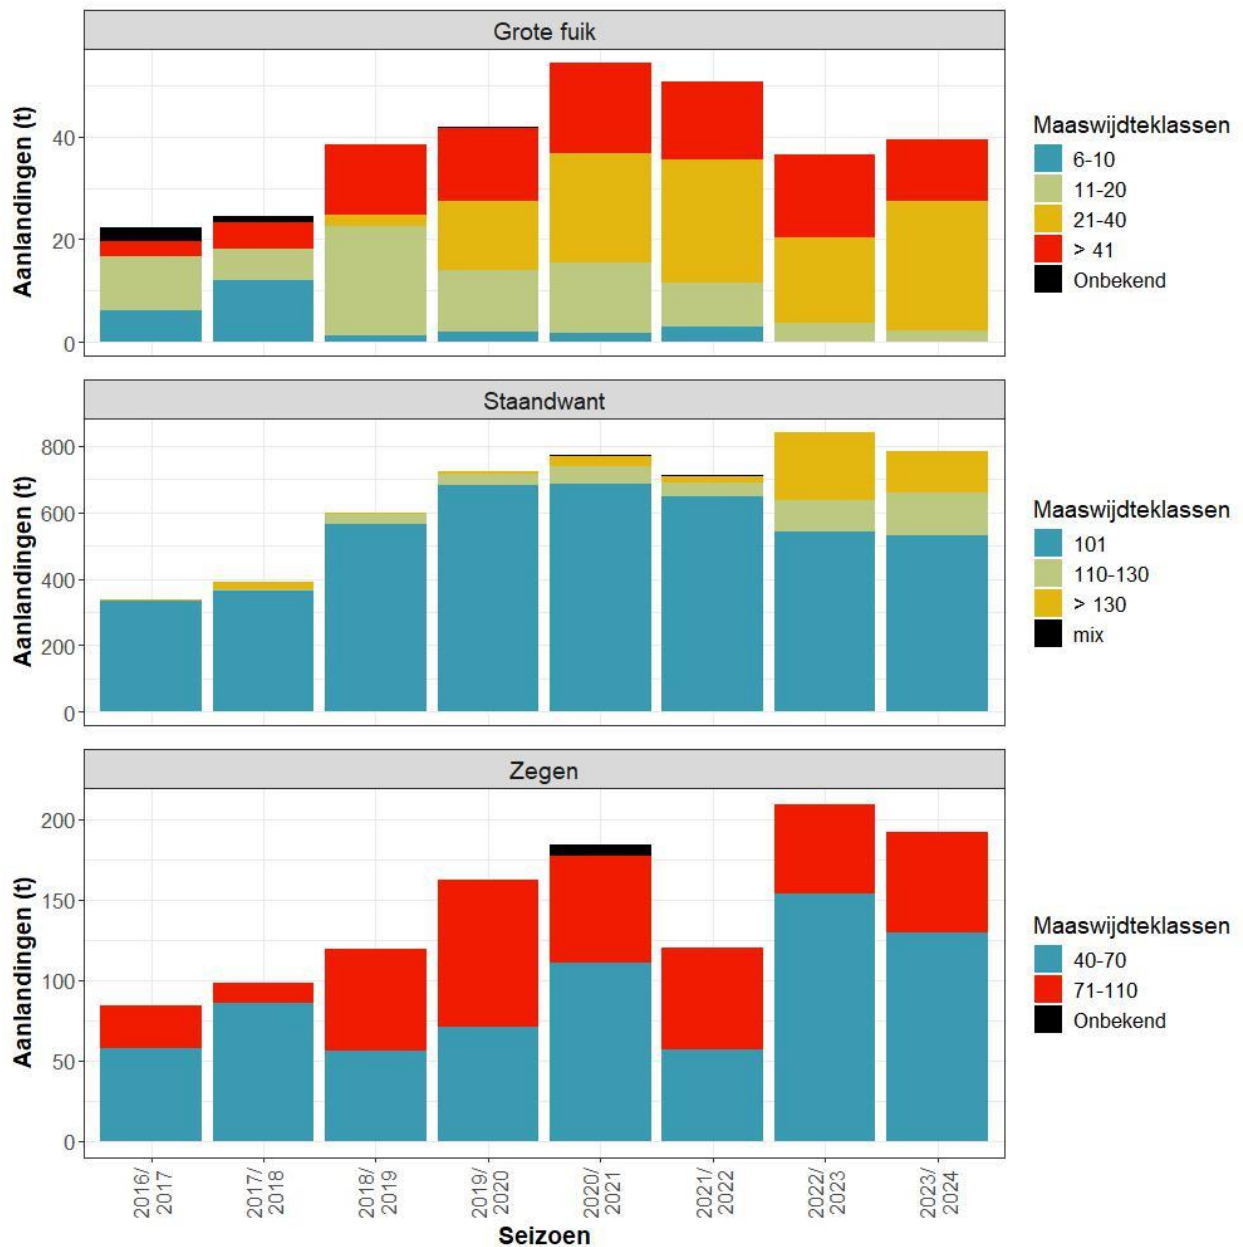 Grote fuik
Aanlandingen (t)
40
20
0
Maaswijdteklassen
6-10
11-20
21-40
> 41
Onbekend
Staandwant
Aanlandingen (t)
800
600
400
200
0
Maaswijdteklassen
101
110-130
> 130
mix
Zegen
Aanlandingen (t)
200
150
100
50
0
Maaswijdteklassen
40-70
71-110
Onbekend
2016/
2017
2017/
2018
2018/
2019
2019/
2020
2020/
2021
2021/
2022
2022/
2023
2023/
2024
Seizoen